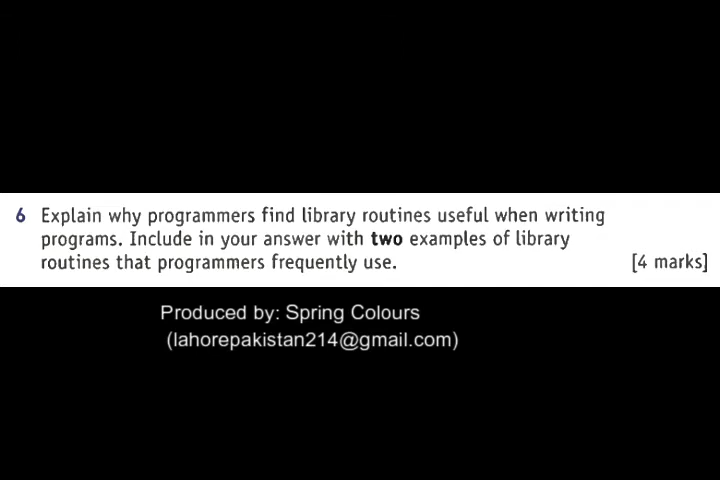 6 Explain why programmers find library routines useful when writing
programs. Include in your answer with two examples of library
routines that programmers frequently use. [4 marks]
Produced by: Spring Colours
(lahorepakistan214@gmail.com)